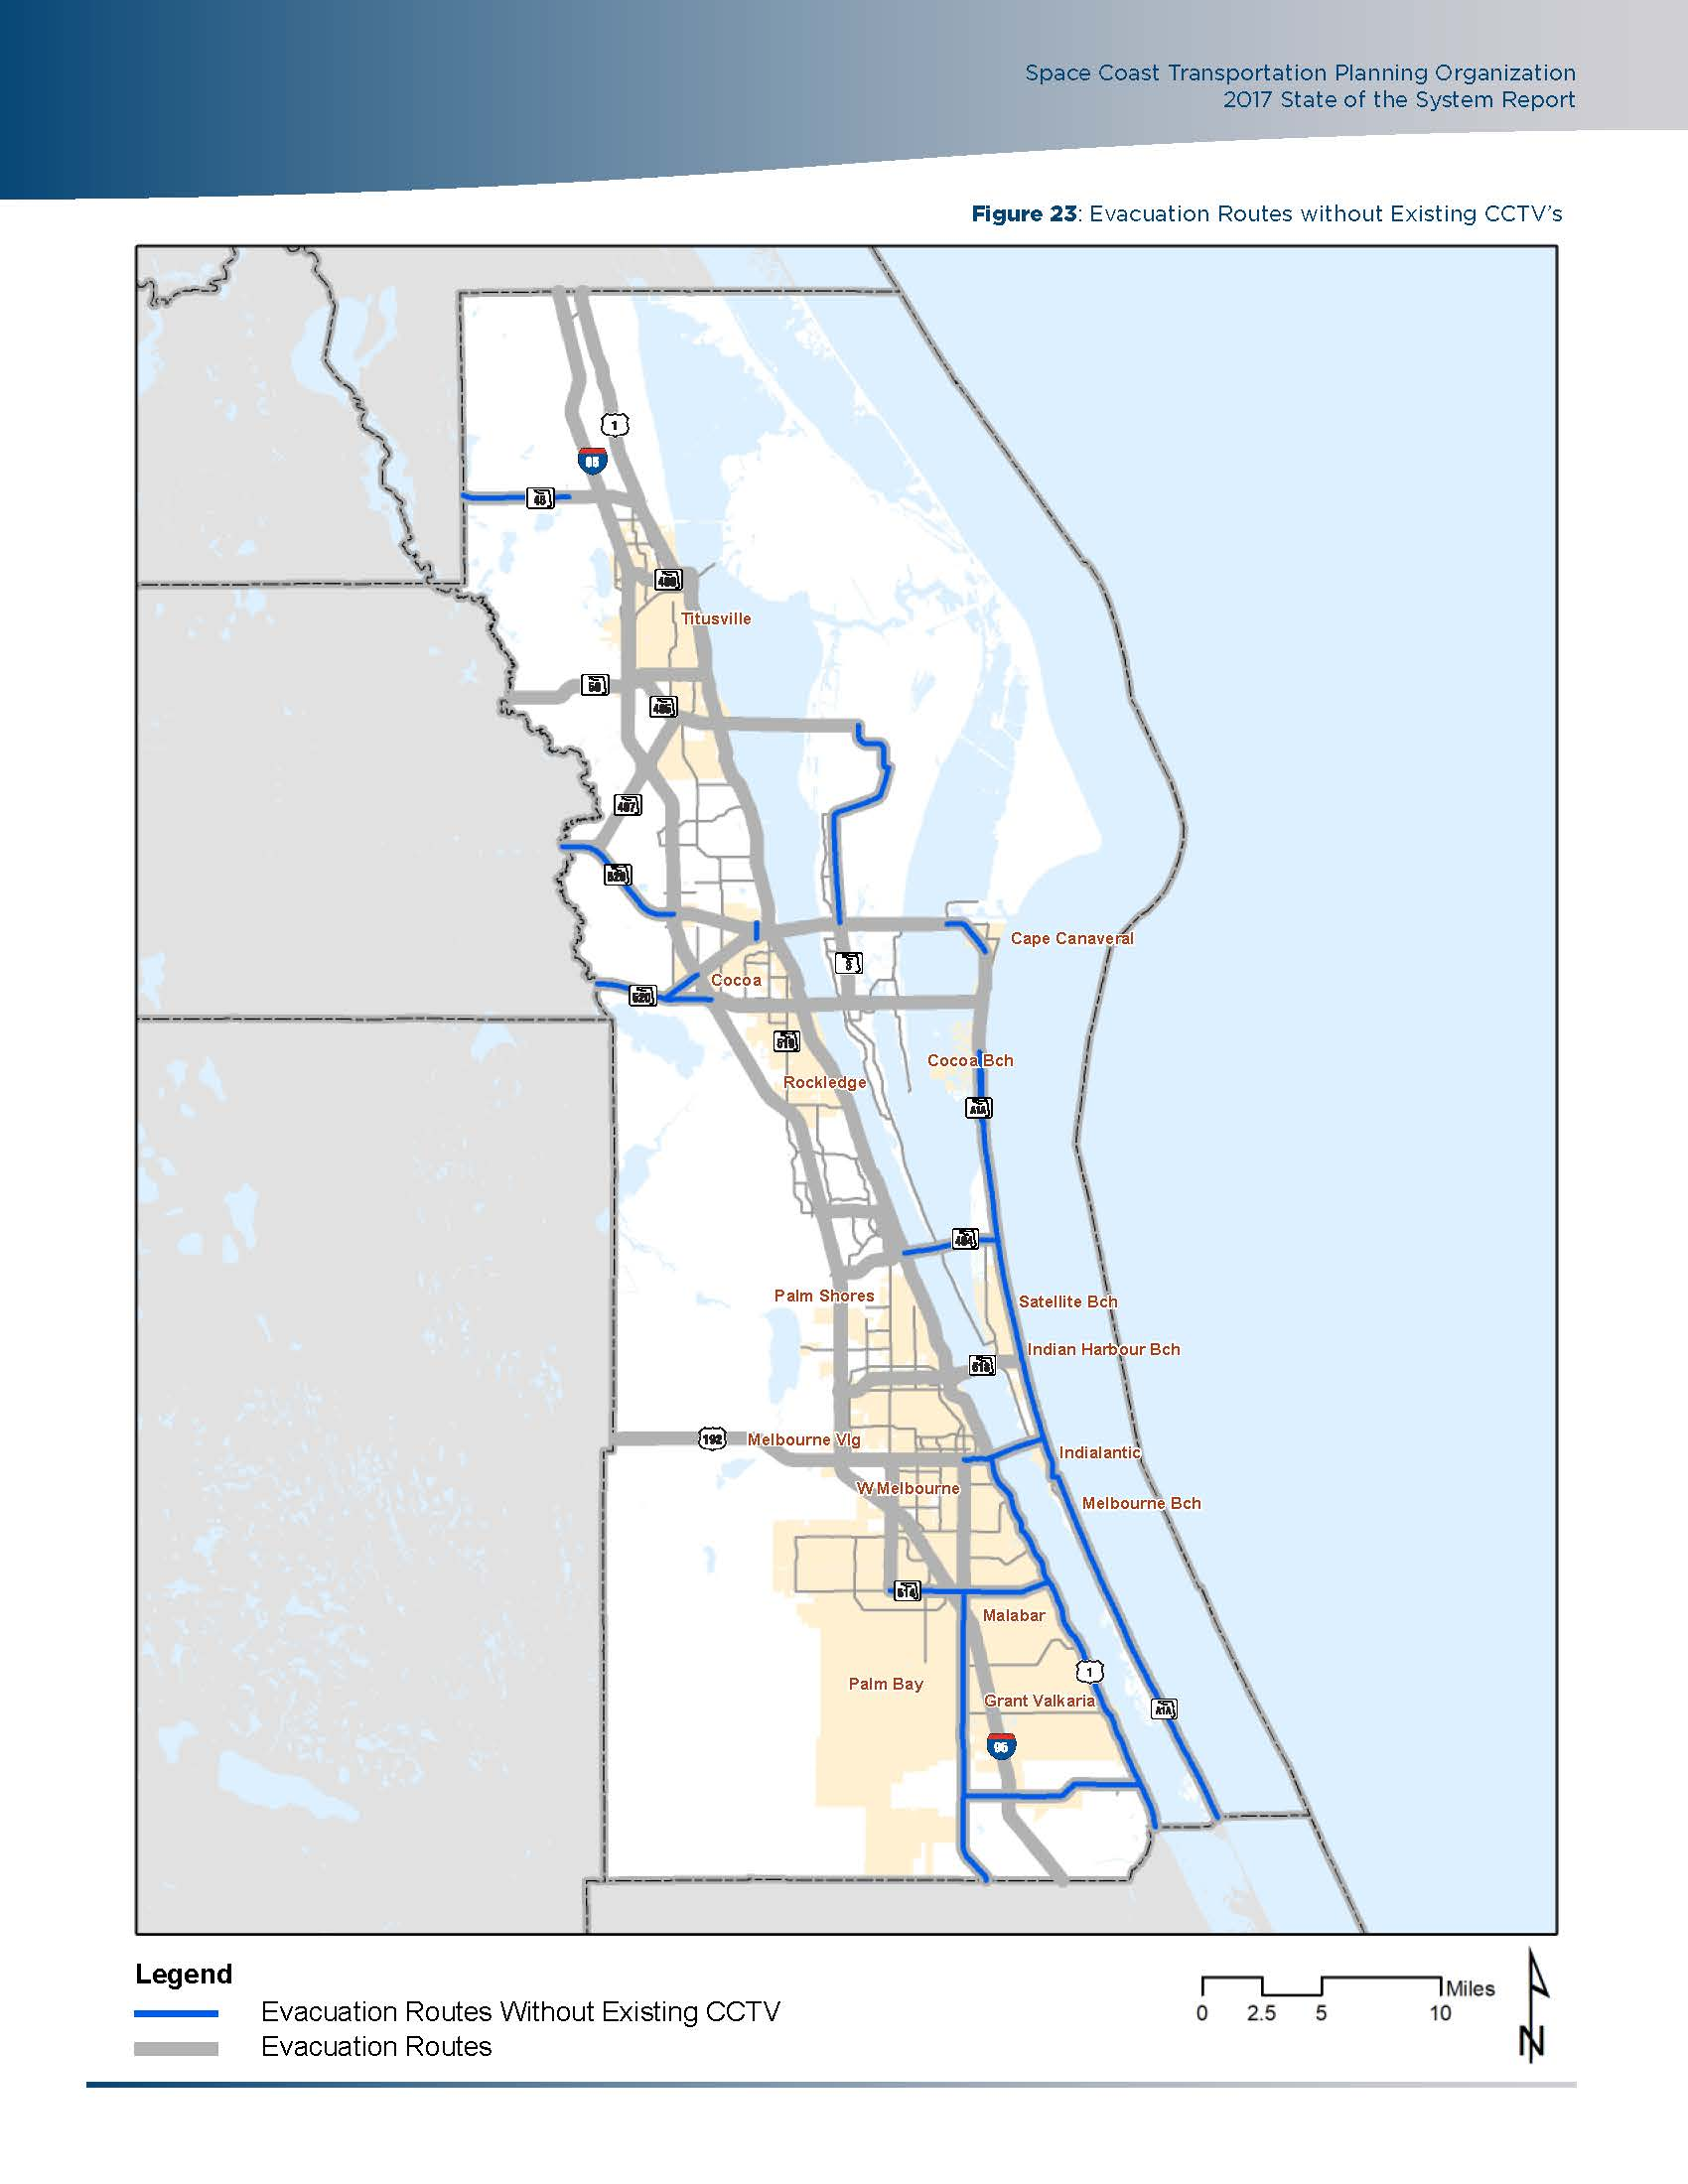 Space Coast Transportation Planning Organization
2017 State of the System Report
Figure 23: Evacuation Routes without Existing CCTV's
1
95
46
406
Titusville
50
405
407
528
Cape Canaveral
3
Cocoa
520
519
Cocoa Bch
Rockledge
A1A
404
Palm Shores
Satellite Bch
Indian Harbour Bch
518
192
Melbourne Vlg
Indialantic
W Melbourne
Melbourne Bch
514
Malabar
1
Palm Bay
Grant Valkaria
A1A
95
Legend
Evacuation Routes Without Existing CCTV
Evacuation Routes
Miles
0 2.5 5 10
N